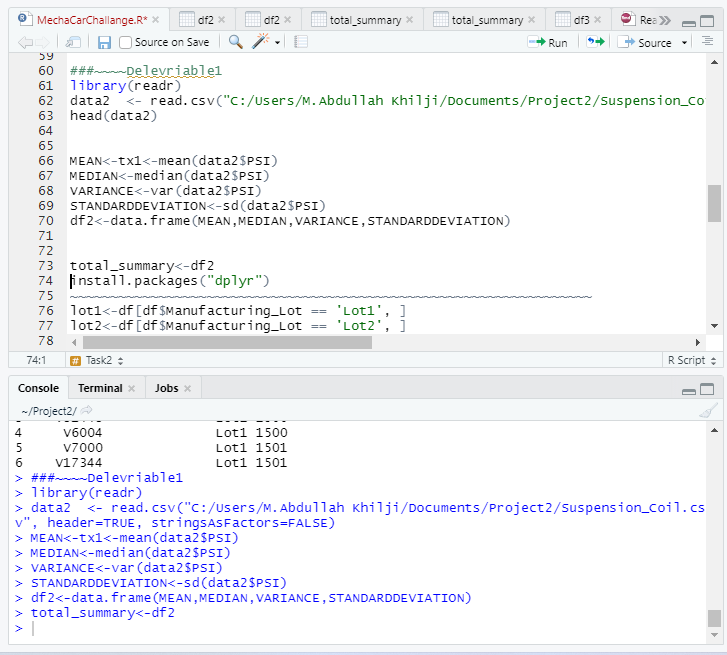 MechaCarChallange.R*
df2
df2
total_summary
total_summary
df3
Rea
Source on Save
Run
Source
59
60 ###~~~~Delevriable1
61 library(readr)
62 data2  <- read.csv("C:/Users/M.Abdullah Khilji/Documents/Project2/Suspension_Co
63 head(data2)
64
65
66 MEAN<-tx1<-mean(data2$PSI)
67 MEDIAN<-median(data2$PSI)
68 VARIANCE<-var(data2$PSI)
69 STANDARDDEVIATION<-sd(data2$PSI)
70 df2<-data.frame(MEAN,MEDIAN,VARIANCE,STANDARDDEVIATION)
71
72
73 total_summary<-df2
74 install.packages("dplyr")
75 ~~~~~~~~~~~~~~~~~~~~~~~~~~~~~~~~~~~~~~~~~~~~~~~~~~~~~~~~~~~~~~~~~
76 lot1<-df[df$Manufacturing_Lot == 'Lot1', ]
77 lot2<-df[df$Manufacturing_Lot == 'Lot2', ]
78
74:1 # Task2 R Script
Console Terminal Jobs
~/Project2/
4 V6004 Lot1 1500
5 V7000 Lot1 1501
6 V17344 Lot1 1501
> ###~~~~Delevriable1
> library(readr)
> data2  <- read.csv("C:/Users/M.Abdullah Khilji/Documents/Project2/Suspension_Coil.cs
v", header=TRUE, stringsAsFactors=FALSE)
> MEAN<-tx1<-mean(data2$PSI)
> MEDIAN<-median(data2$PSI)
> VARIANCE<-var(data2$PSI)
> STANDARDDEVIATION<-sd(data2$PSI)
> df2<-data.frame(MEAN,MEDIAN,VARIANCE,STANDARDDEVIATION)
> total_summary<-df2
>